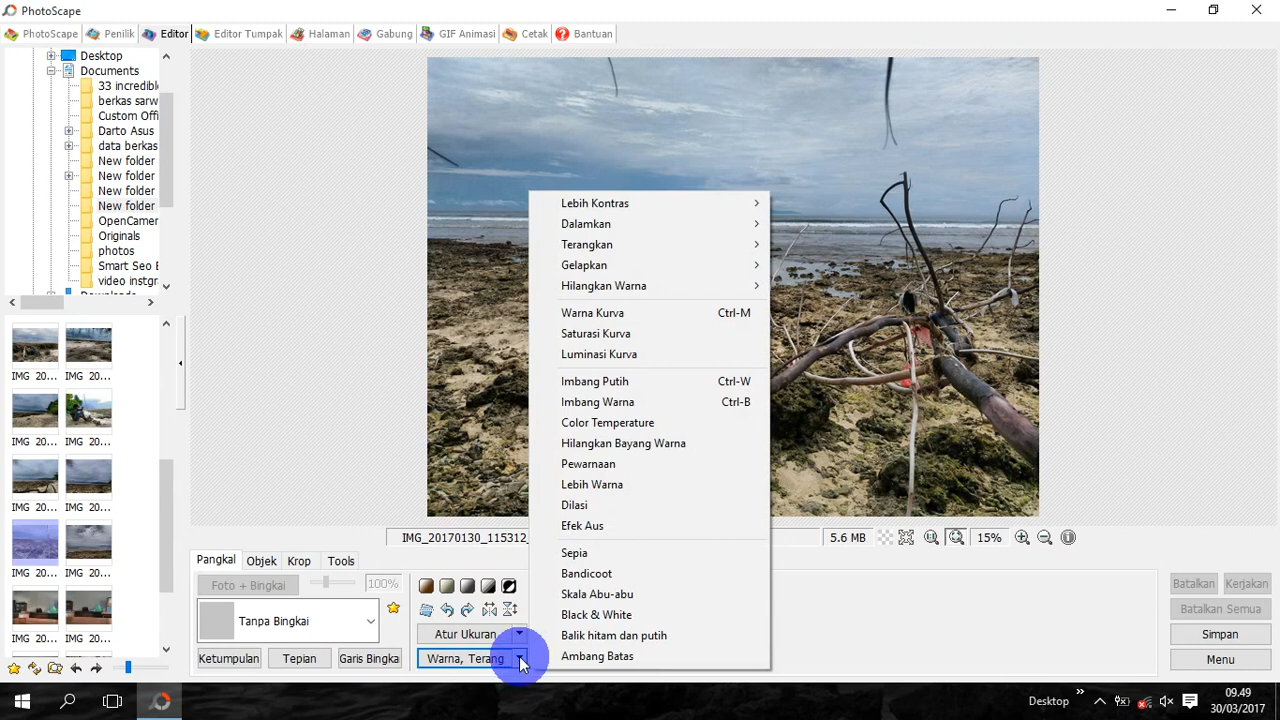 PhotoScape
PhotoScape Penilik Editor Editor Tumpak Halaman Gabung GIF Animasi Cetak Bantuan
Desktop
Documents
33 incredibl
berkas sarw
Custom Offi
Darto Asus
data berkas
New folder
New folder
New folder
New folder
OpenCamer
Originals
photos
Smart Seo E
video instgr
IMG 20... IMG 20...
IMG 20... IMG 20...
IMG 20... IMG 20...
IMG 20... IMG 20...
Lebih Kontras
Dalamkan
Terangkan
Gelapkan
Hilangkan Warna
Warna Kurva Ctrl-M
Saturasi Kurva
Luminasi Kurva
Imbang Putih Ctrl-W
Imbang Warna Ctrl-B
Color Temperature
Hilangkan Bayang Warna
Pewarnaan
Lebih Warna
Dilasi
Efek Aus
Sepia
Bandicoot
Skala Abu-abu
Black & White
Balik hitam dan putih
Ambang Batas
IMG_20170130_115312_ 5.6 MB 15%
Pangkal Objek Krop Tools
Foto + Bingkai 100%
Tanpa Bingkai
Ketumpulan Tepian Garis Bingka
Atur Ukuran
Warna, Terang
Batalkan Kerjakan
Batalkan Semua
Simpan
Menu
Desktop
09.49
30/03/2017